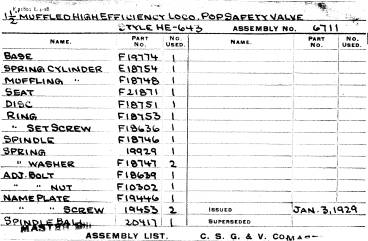 1½ MUFFLED HIGH EFFICIENCY LOCO. POP SAFETY VALVE
STYLE HE-643 ASSEMBLY NO. 6711
NAME. PART NO. NO. USED. NAME. PART NO. NO. USED.
BASE F19774 1
SPRING CYLINDER E18754 1
MUFFLING " F18748 1
SEAT F21871 1
DISC F18751 1
RING F18753 1
" SET SCREW F18636 1
SPINDLE F18746 1
SPRING 19929 1
" WASHER F18747 2
ADJ. BOLT F18639 1
" " NUT F10302 1
NAME PLATE F19446 1
" " SCREW 19453 2 ISSUED JAN. 3, 1929
SPINDLE BALL 20417 1 SUPERSEDED
ASSEMBLY LIST. C. S. G. & V. CO.